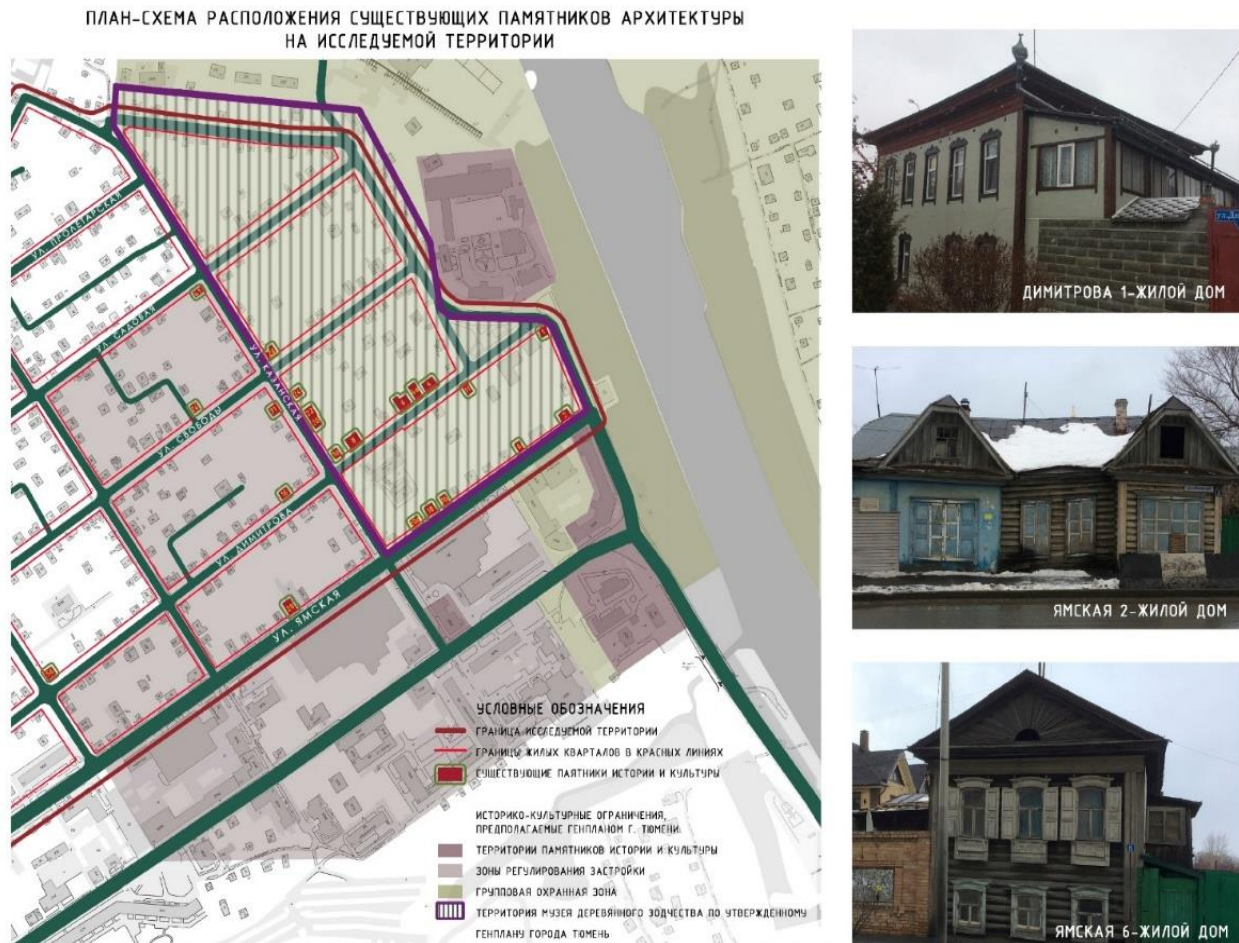 ПЛАН-СХЕМА РАСПОЛОЖЕНИЯ СУЩЕСТВУЮЩИХ ПАМЯТНИКОВ АРХИТЕКТУРЫ
НА ИССЛЕДУЕМОЙ ТЕРРИТОРИИ
УЛ. ПРОЛЕТАРСКАЯ
УЛ. САДОВАЯ
УЛ. КАЗАНСКАЯ
УЛ. СВОБОДЫ
УЛ. ДИМИТРОВА
УЛ. ЯМСКАЯ
УСЛОВНЫЕ ОБОЗНАЧЕНИЯ
ГРАНИЦА ИССЛЕДУЕМОЙ ТЕРРИТОРИИ
ГРАНИЦЫ ЖИЛЫХ КВАРТАЛОВ В КРАСНЫХ ЛИНИЯХ
СУЩЕСТВУЮЩИЕ ПАЯТНИКИ ИСТОРИИ И КУЛЬТУРЫ
ИСТОРИКО-КУЛЬТУРНЫЕ ОГРАНИЧЕНИЯ,
ПРЕДПОЛАГАЕМЫЕ ГЕНПЛАНОМ Г. ТЮМЕНИ:
ТЕРРИТОРИИ ПАМЯТНИКОВ ИСТОРИИ И КУЛЬТУРЫ
ЗОНЫ РЕГУЛИРОВАНИЯ ЗАСТРОЙКИ
ГРУППОВАЯ ОХРАННАЯ ЗОНА
ТЕРРИТОРИЯ МУЗЕЯ ДЕРЕВЯННОГО ЗОДЧЕСТВА ПО УТВЕРЖДЕННОМУ
ГЕНПЛАНУ ГОРОДА ТЮМЕНЬ
ДИМИТРОВА 1-ЖИЛОЙ ДОМ
ЯМСКАЯ 2-ЖИЛОЙ ДОМ
ЯМСКАЯ 6-ЖИЛОЙ ДОМ